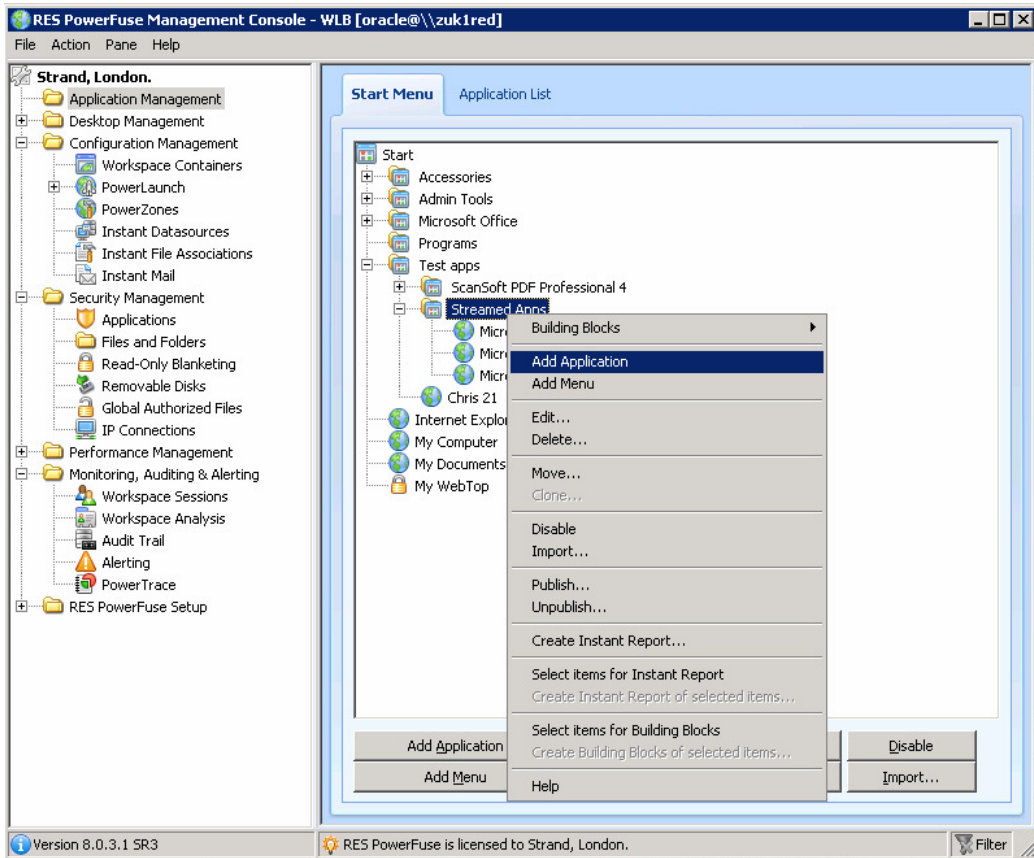 RES PowerFuse Management Console - WLB [oracle@\\zuk1red]
File Action Pane Help
Strand, London.
Application Management
Desktop Management
Configuration Management
Workspace Containers
PowerLaunch
PowerZones
Instant Datasources
Instant File Associations
Instant Mail
Security Management
Applications
Files and Folders
Read-Only Blanketing
Removable Disks
Global Authorized Files
IP Connections
Performance Management
Monitoring, Auditing & Alerting
Workspace Sessions
Workspace Analysis
Audit Trail
Alerting
PowerTrace
RES PowerFuse Setup
Start Menu Application List
Start
Accessories
Admin Tools
Microsoft Office
Programs
Test apps
ScanSoft PDF Professional 4
Streamed Apps
Micr
Micr
Micr
Chris 21
Internet Explor
My Computer
My Documents
My WebTop
Building Blocks
Add Application
Add Menu
Edit...
Delete...
Move...
Clone...
Disable
Import...
Publish...
Unpublish...
Create Instant Report...
Select items for Instant Report
Create Instant Report of selected items...
Select items for Building Blocks
Create Building Blocks of selected items...
Help
Add Application
Disable
Add Menu
Import...
Version 8.0.3.1 SR3
RES PowerFuse is licensed to Strand, London.
Filter